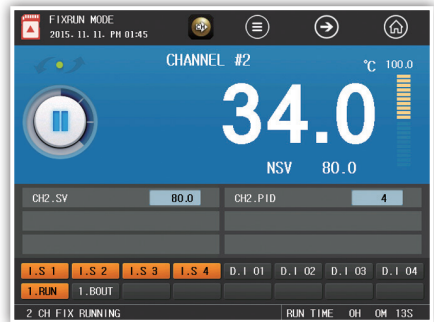 FIXRUN MODE
2015. 11. 11. PM 01:45
CHANNEL #2
℃ 100.0
34.0
NSV 80.0
CH2.SV 80.0 CH2.PID 4
I.S 1 I.S 2 I.S 3 I.S 4 D.I 01 D.I 02 D.I 03 D.I 04
1.RUN 1.BOUT
2 CH FIX RUNNING RUN TIME 0H 0M 13S